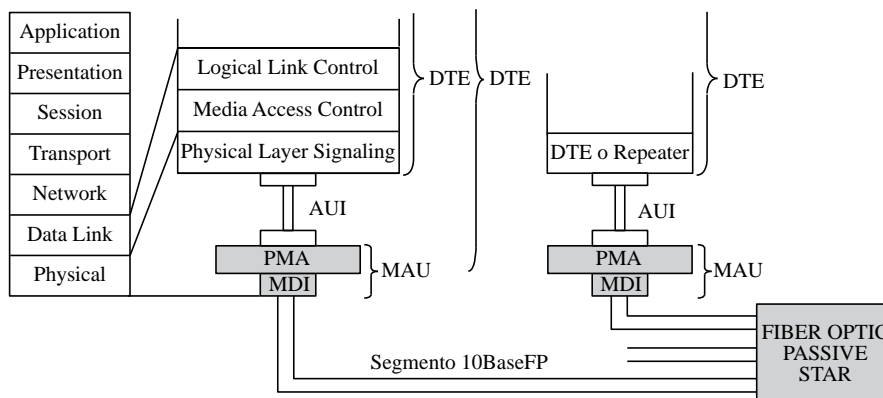 Application
Presentation
Session
Transport
Network
Data Link
Physical
Logical Link Control
Media Access Control
Physical Layer Signaling
DTE
DTE
AUI
PMA
MDI
MAU
DTE o Repeater
DTE
AUI
PMA
MDI
MAU
Segmento 10BaseFP
FIBER OPTIC
PASSIVE
STAR